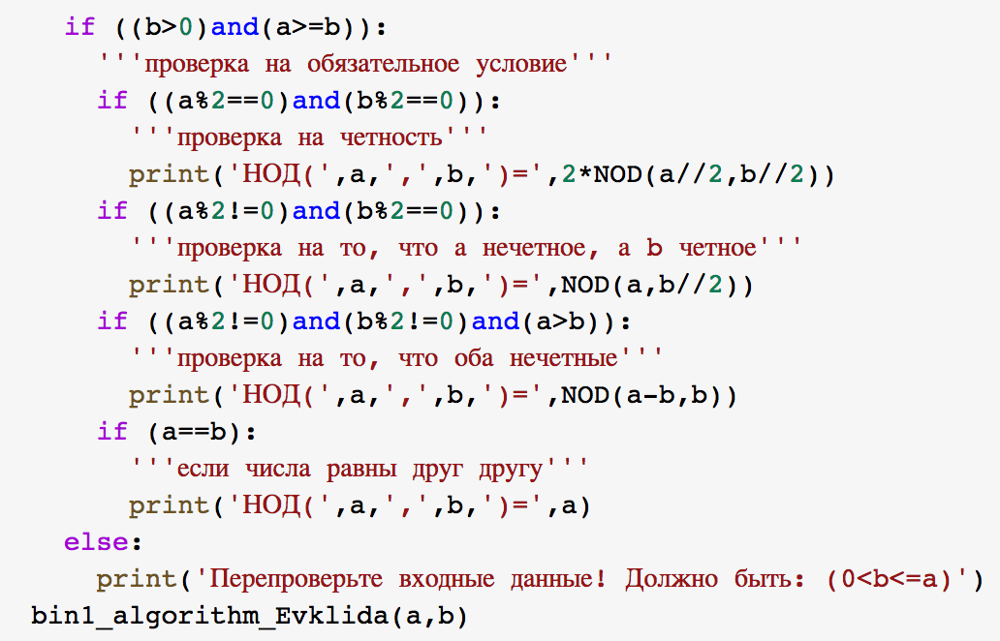 if ((b>0)and(a>=b)):
'''проверка на обязательное условие'''
if ((a%2==0)and(b%2==0)):
'''проверка на четность'''
print('НОД(',a,',',b,')=',2*NOD(a//2,b//2))
if ((a%2!=0)and(b%2==0)):
'''проверка на то, что а нечетное, а b четное'''
print('НОД(',a,',',b,')=',NOD(a,b//2))
if ((a%2!=0)and(b%2!=0)and(a>b)):
'''проверка на то, что оба нечетные'''
print('НОД(',a,',',b,')=',NOD(a-b,b))
if (a==b):
'''если числа равны друг другу'''
print('НОД(',a,',',b,')=',a)
else:
print('Перепроверьте входные данные! Должно быть: (0<b<=a)')
bin1_algorithm_Evklida(a,b)